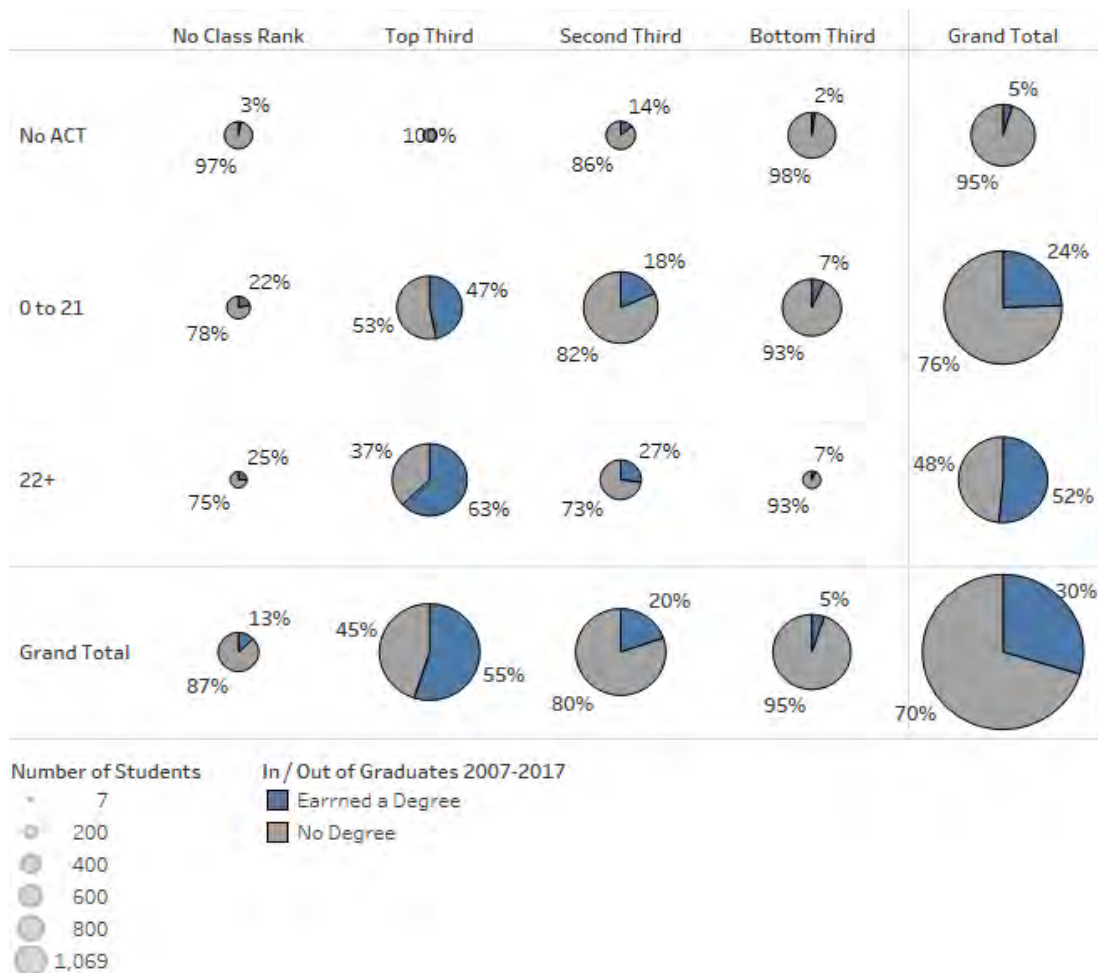 No Class Rank Top Third Second Third Bottom Third Grand Total
No ACT 3% 97% 100% 14% 86% 2% 98% 5% 95%
0 to 21 22% 78% 47% 53% 18% 82% 7% 93% 24% 76%
22+ 25% 75% 37% 63% 27% 73% 7% 93% 48% 52%
Grand Total 13% 87% 45% 55% 20% 80% 5% 95% 30% 70%
Number of Students In / Out of Graduates 2007-2017
7 Earrned a Degree
200 No Degree
400
600
800
1,069